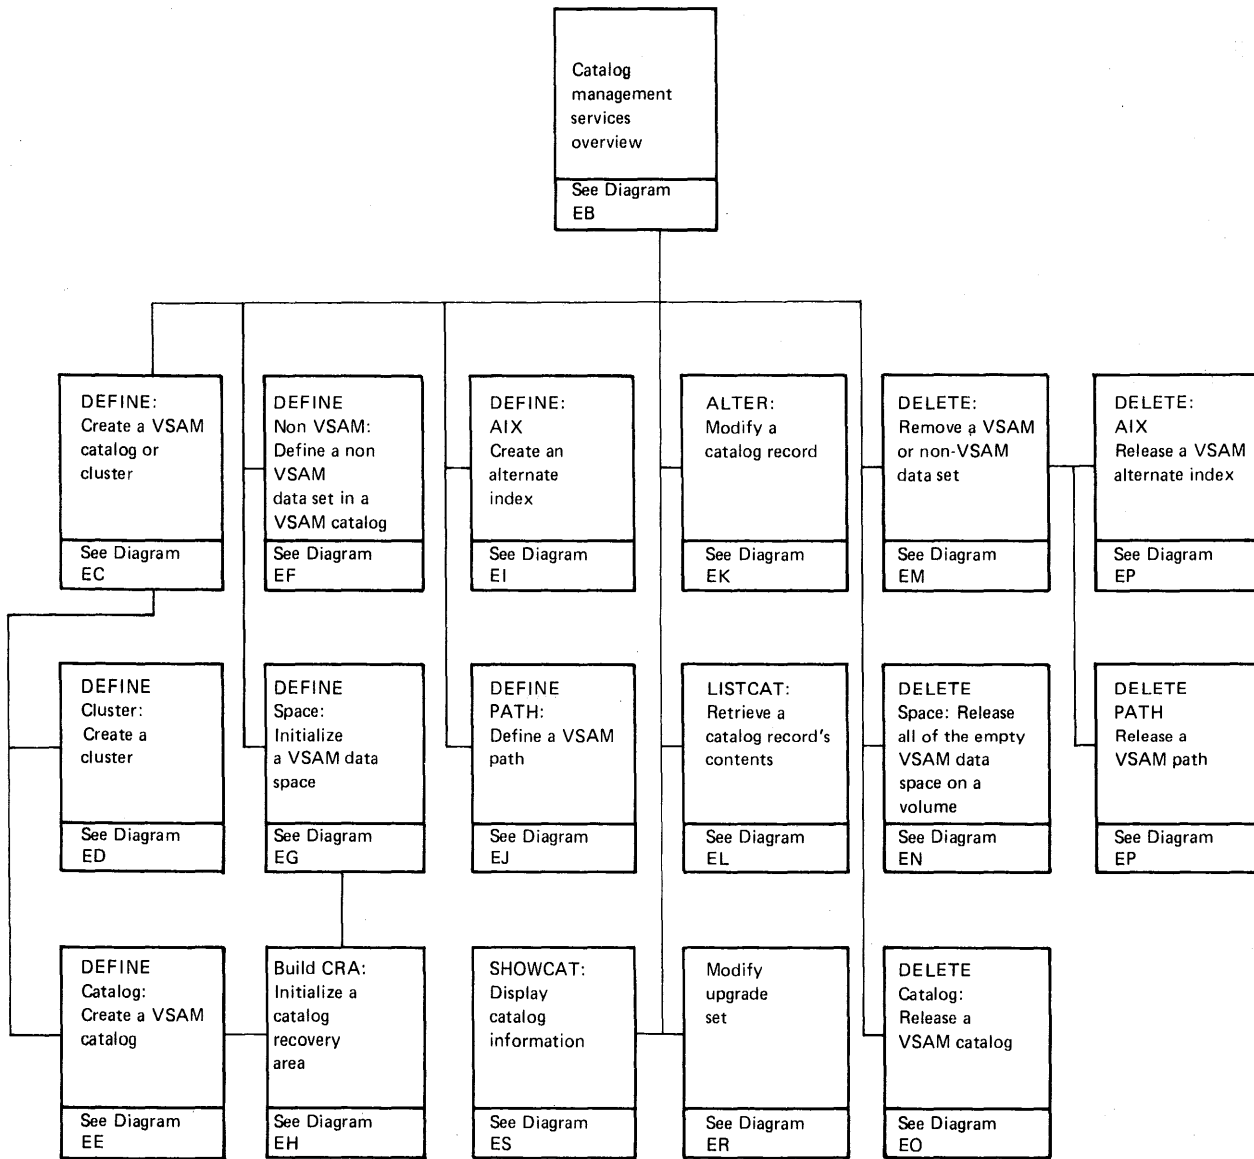 Catalog
management
services
overview
See Diagram
EB
DEFINE:
Create a VSAM
catalog or
cluster
See Diagram
EC
DEFINE
Non VSAM:
Define a non
VSAM
data set in a
VSAM catalog
See Diagram
EF
DEFINE:
AIX
Create an
alternate
index
See Diagram
EI
ALTER:
Modify a
catalog record
See Diagram
EK
DELETE:
Remove a VSAM
or non-VSAM
data set
See Diagram
EM
DELETE:
AIX
Release a VSAM
alternate index
See Diagram
EP
DEFINE
Cluster:
Create a
cluster
See Diagram
ED
DEFINE
Space:
Initialize
a VSAM data
space
See Diagram
EG
DEFINE
PATH:
Define a VSAM
path
See Diagram
EJ
LISTCAT:
Retrieve a
catalog record's
contents
See Diagram
EL
DELETE
Space: Release
all of the empty
VSAM data
space on a
volume
See Diagram
EN
DELETE
PATH
Release a
VSAM path
See Diagram
EP
DEFINE
Catalog:
Create a VSAM
catalog
See Diagram
EE
Build CRA:
Initialize a
catalog
recovery
area
See Diagram
EH
SHOWCAT:
Display
catalog
information
See Diagram
ES
Modify
upgrade
set
See Diagram
ER
DELETE
Catalog:
Release a
VSAM catalog
See Diagram
EO